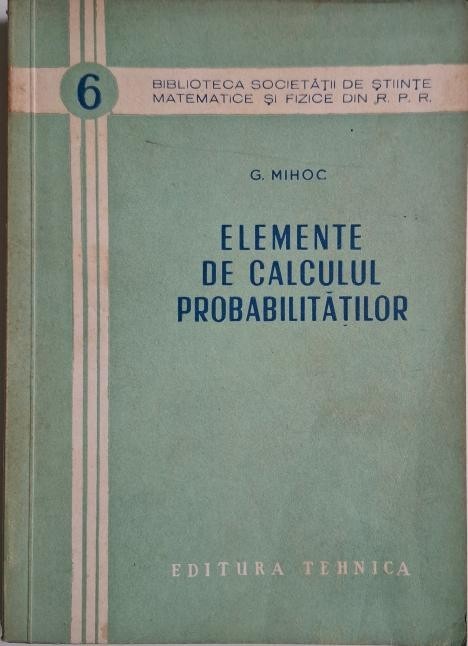 6
BIBLIOTECA SOCIETĂȚII DE ȘTIINȚE
MATEMATICE ȘI FIZICE DIN R. P. R.
G. MIHOC
ELEMENTE
DE CALCULUL
PROBABILITĂȚILOR
EDITURA TEHNICA